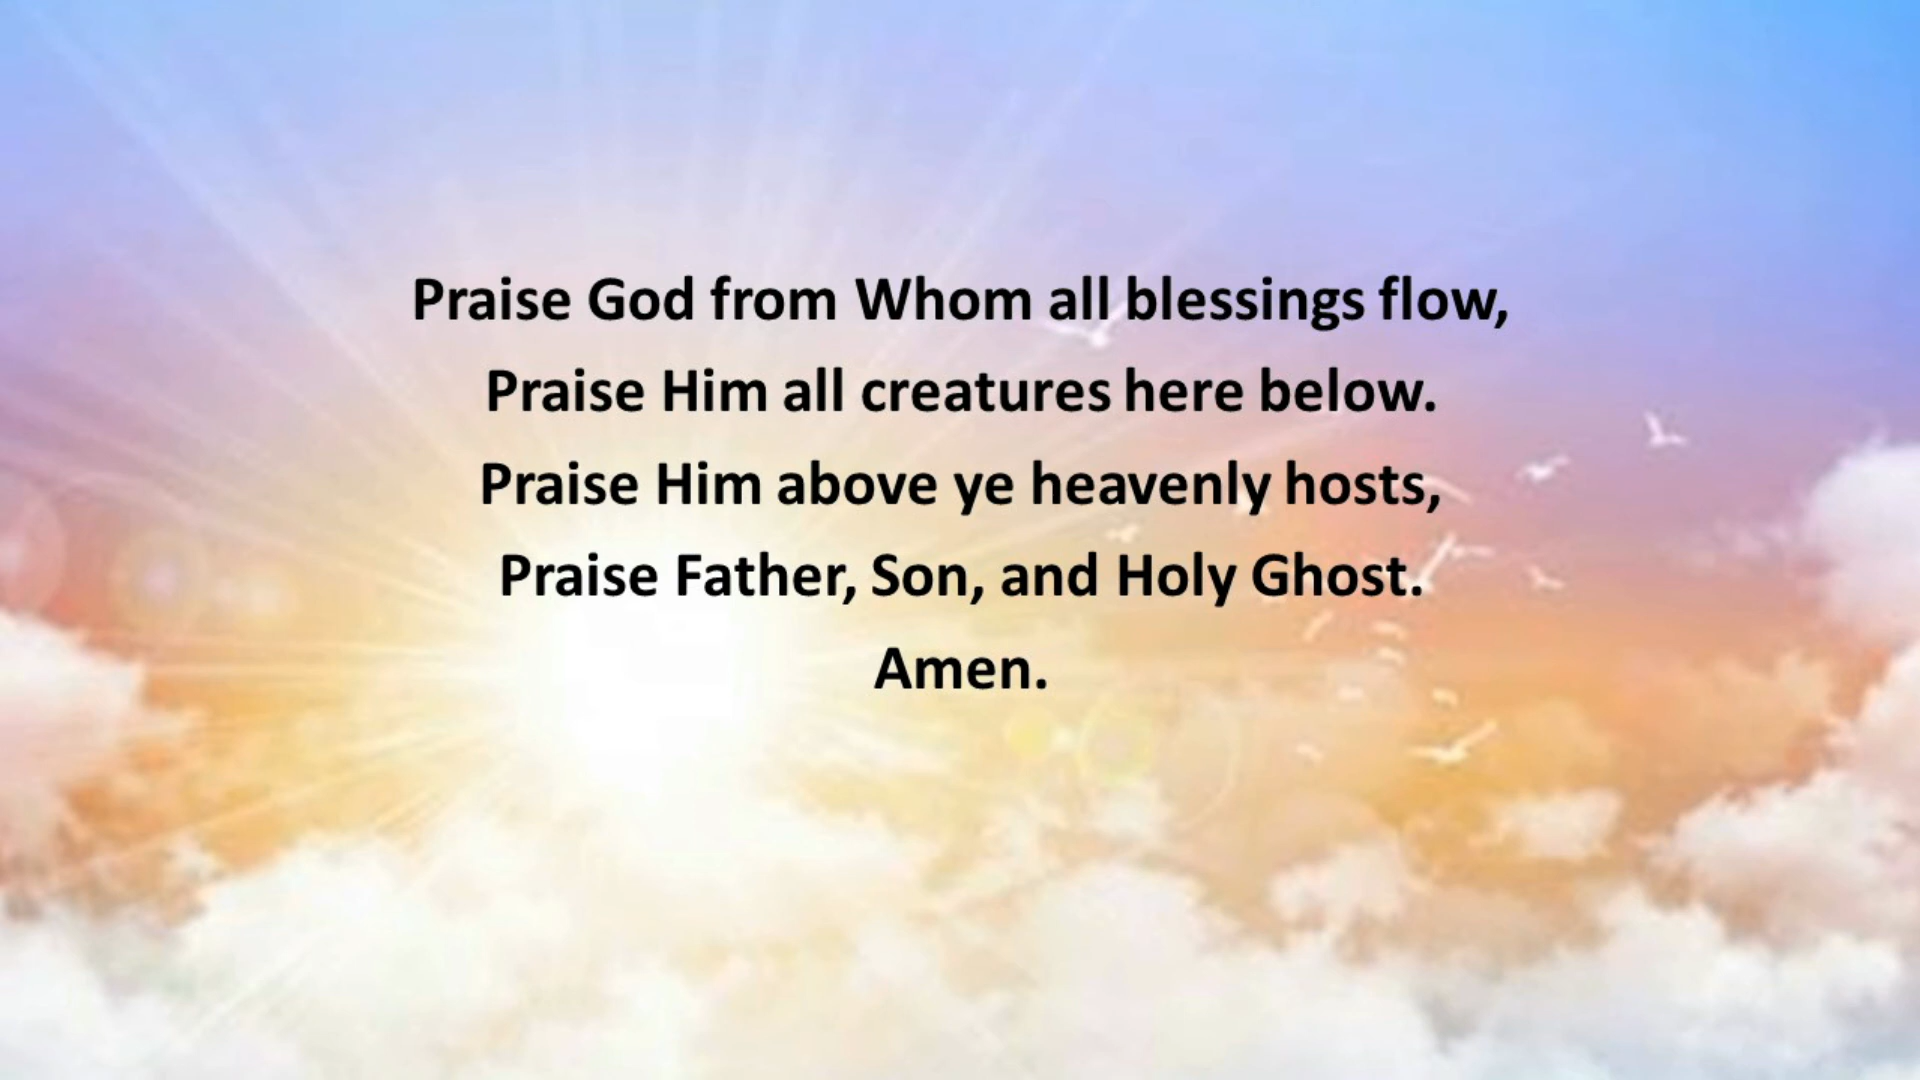 Praise God from Whom all blessings flow,
Praise Him all creatures here below.
Praise Him above ye heavenly hosts,
Praise Father, Son, and Holy Ghost.
Amen.